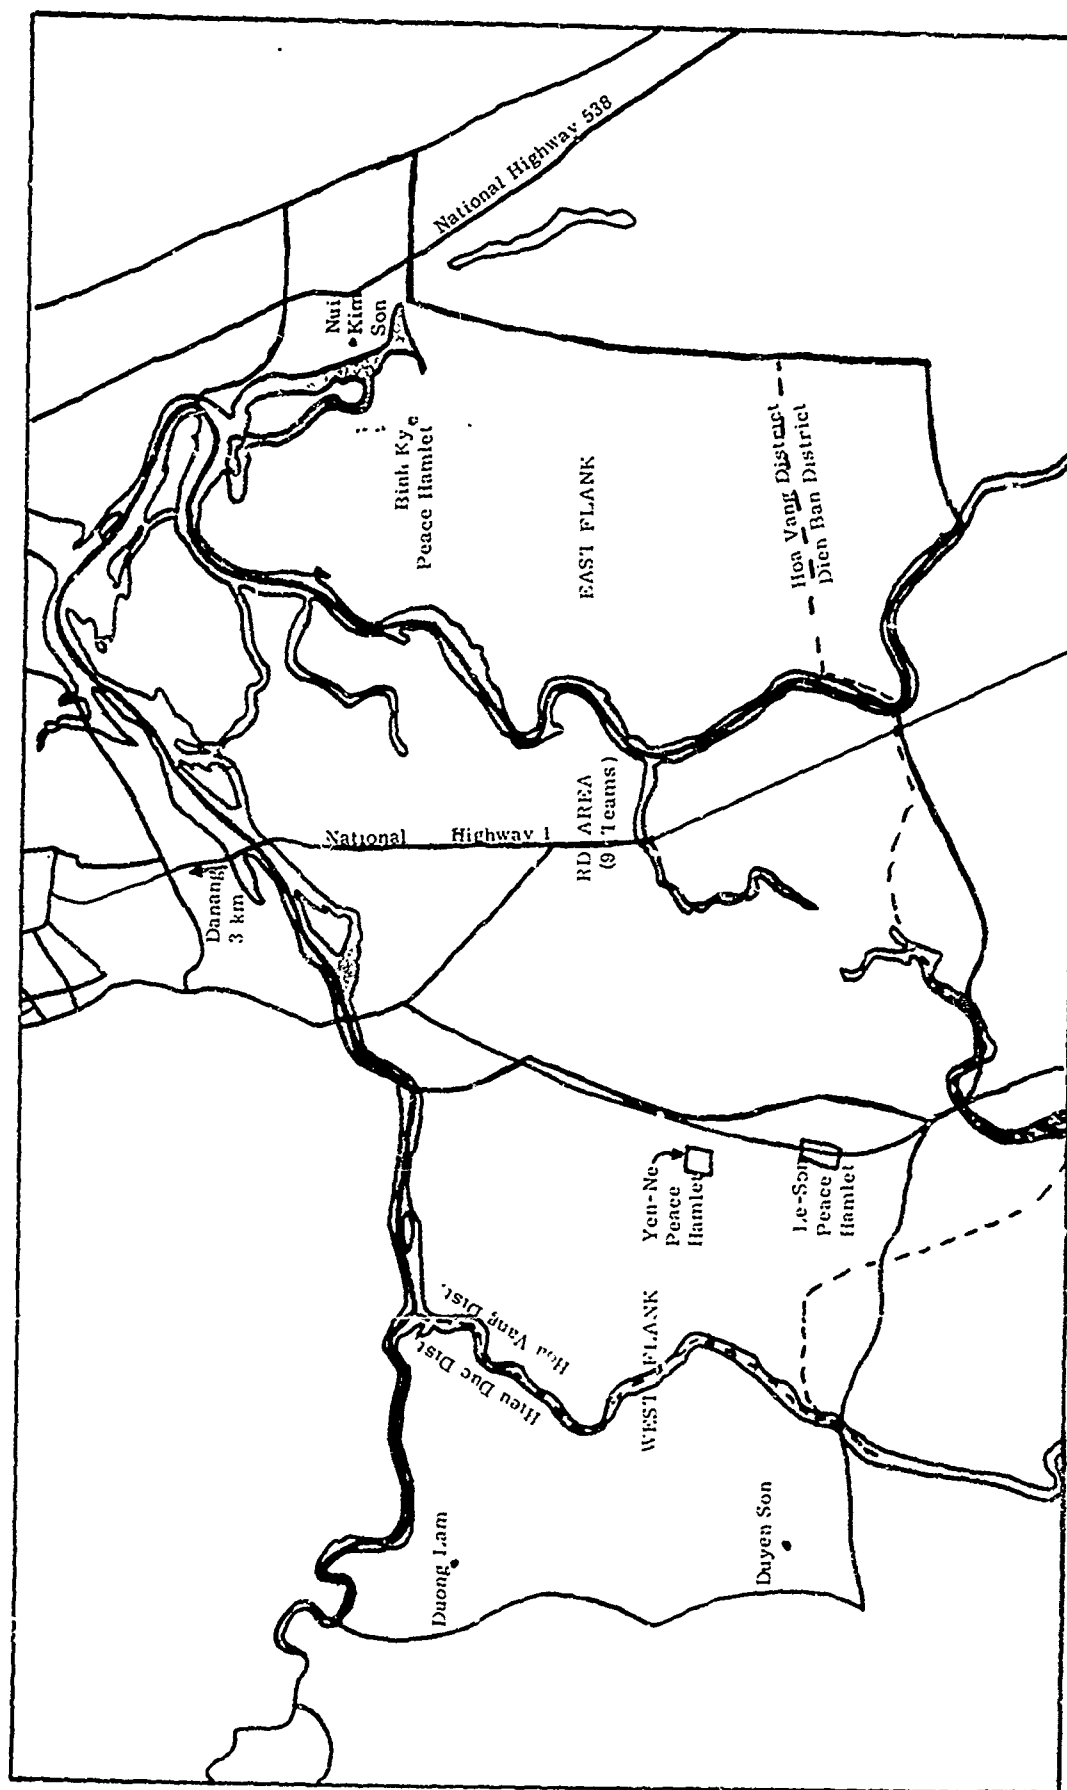 National Highway 538
Nui
Kim
Son
Binh Ky
Peace Hamlet
EAST FLANK
Hoa Vang District
Dien Ban District
National Highway 1
RD AREA
(9 Teams)
Danang
3 km
Yen-Ne
Peace
Hamlet
Le-Son
Peace
Hamlet
Hoa Vang Dist.
Hieu Duc Dist
WEST FLANK
Duong Lam
Duyen Son